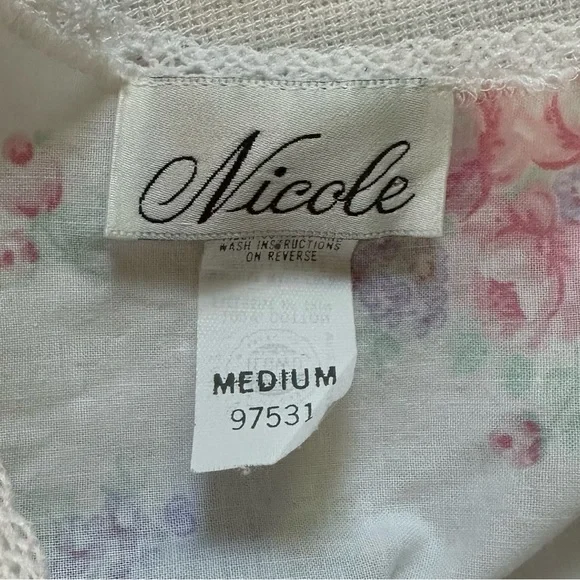 Nicole
WASH INSTRUCTIONS
ON REVERSE
MEDIUM
97531